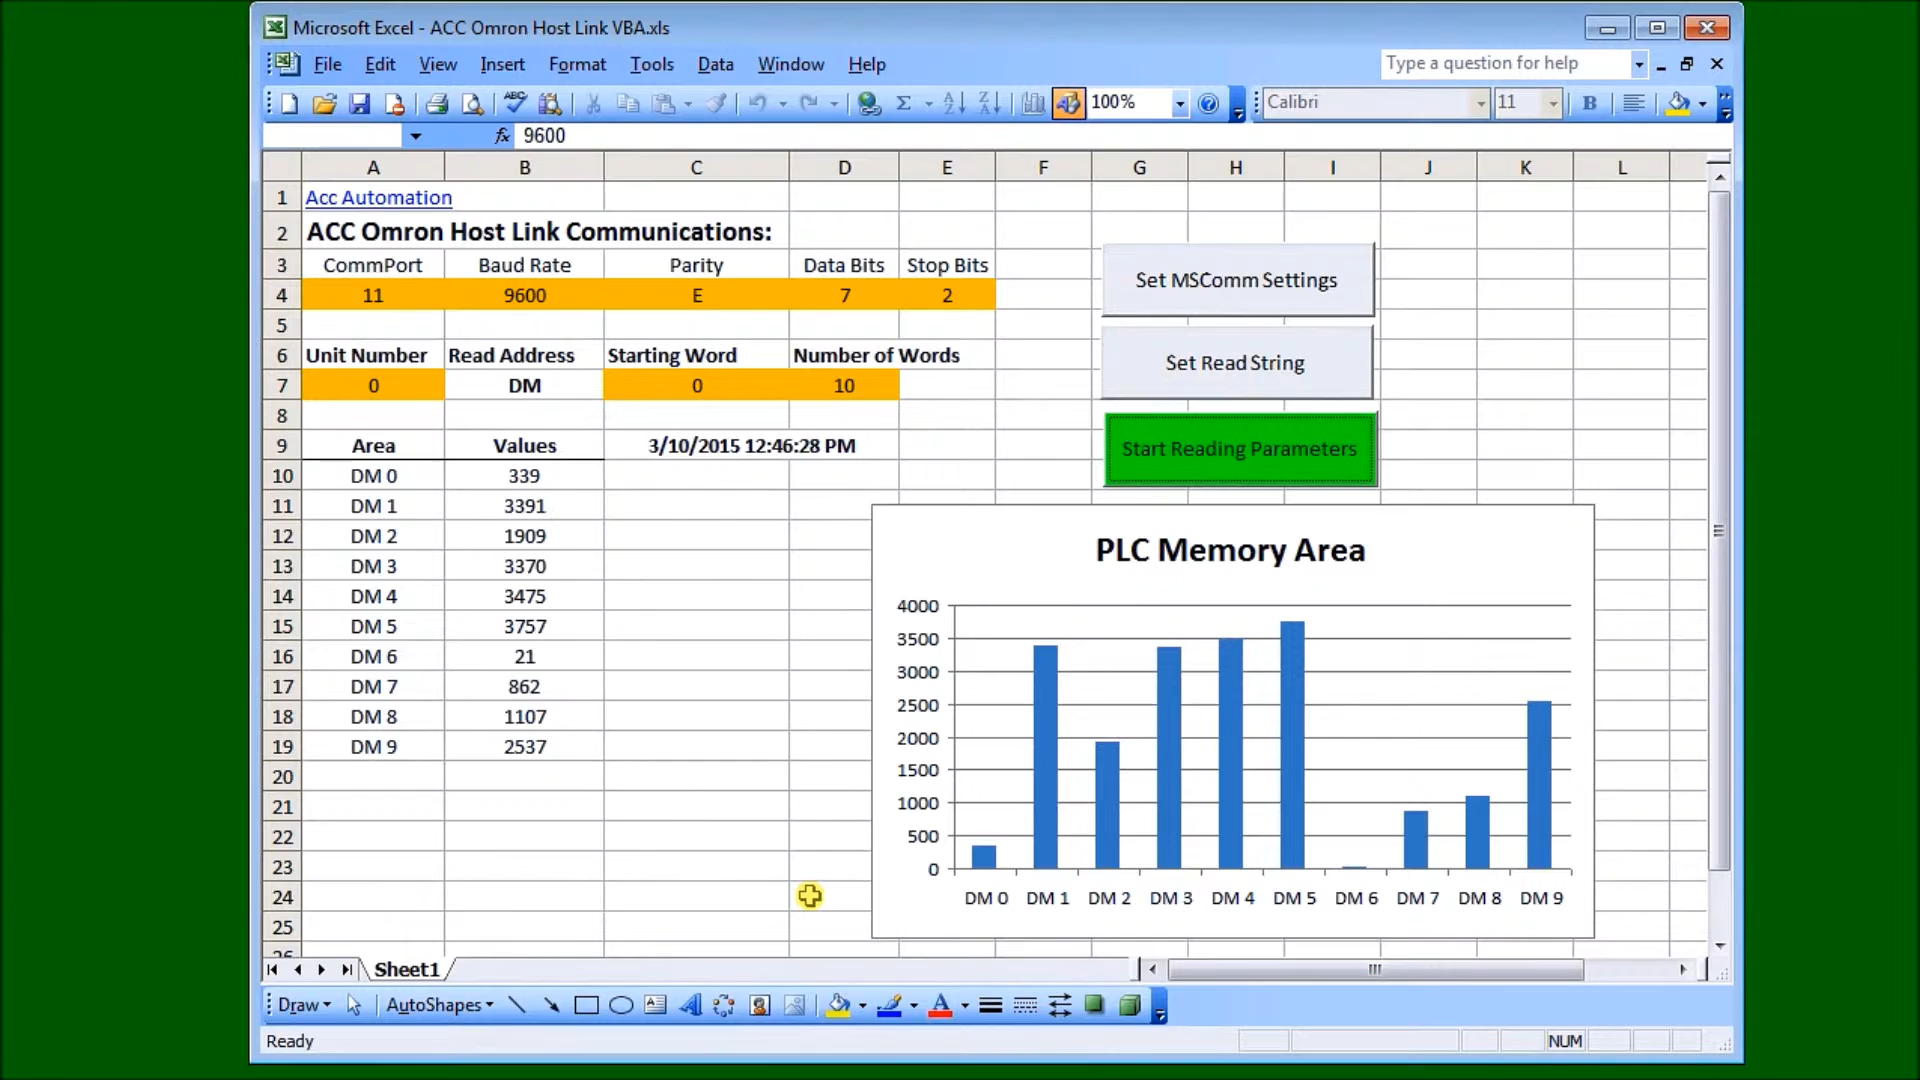 Microsoft Excel - ACC Omron Host Link VBA.xls
File Edit View Insert Format Tools Data Window Help Type a question for help
ABC Σ A Z Z A 100% Calibri 11 B
fx 9600
A B C D E F G H I J K L
1 Acc Automation
2 ACC Omron Host Link Communications:
3 CommPort Baud Rate Parity Data Bits Stop Bits
Set MSComm Settings
4 11 9600 E 7 2
5
6 Unit Number Read Address Starting Word Number of Words
Set Read String
7 0 DM 0 10
8
9 Area Values 3/10/2015 12:46:28 PM
Start Reading Parameters
10 DM 0 339
11 DM 1 3391
12 DM 2 1909
13 DM 3 3370
14 DM 4 3475
15 DM 5 3757
16 DM 6 21
17 DM 7 862
18 DM 8 1107
19 DM 9 2537
20
21
22
23
24
25
26
PLC Memory Area
4000
3500
3000
2500
2000
1500
1000
500
0
DM 0 DM 1 DM 2 DM 3 DM 4 DM 5 DM 6 DM 7 DM 8 DM 9
Sheet1
Draw AutoShapes A A A
Ready NUM